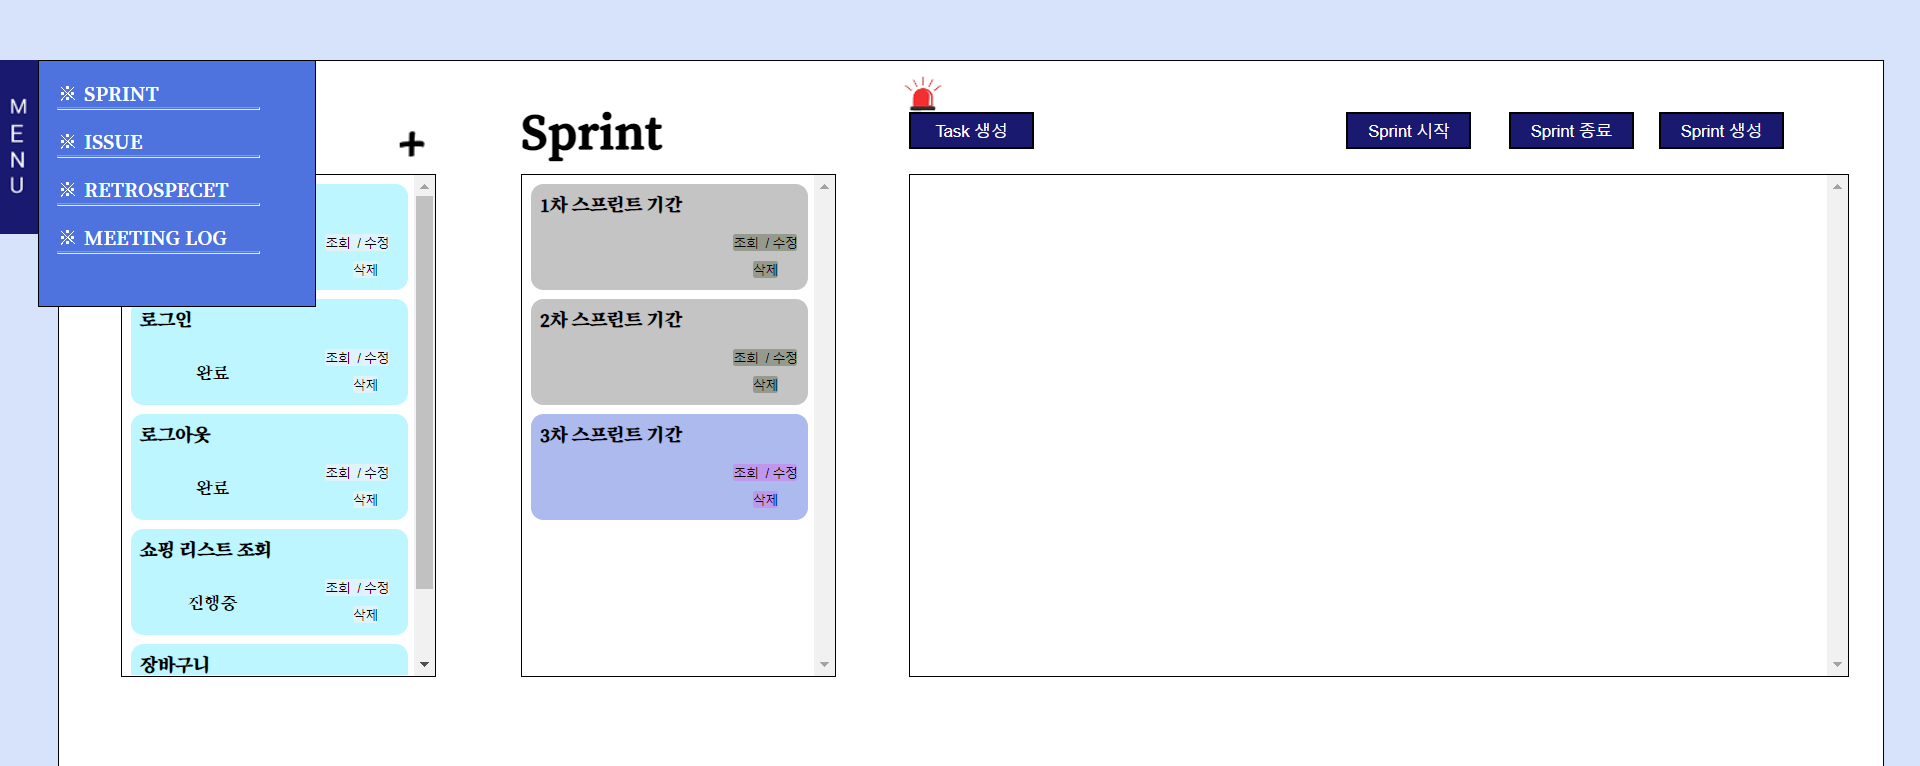 MENU
※ SPRINT
※ ISSUE
※ RETROSPECET
※ MEETING LOG
+
조회 / 수정
삭제
로그인
조회 / 수정
완료
삭제
로그아웃
조회 / 수정
완료
삭제
쇼핑 리스트 조회
조회 / 수정
진행중
삭제
장바구니
Sprint
1차 스프린트 기간
조회 / 수정
삭제
2차 스프린트 기간
조회 / 수정
삭제
3차 스프린트 기간
조회 / 수정
삭제
Task 생성
Sprint 시작
Sprint 종료
Sprint 생성